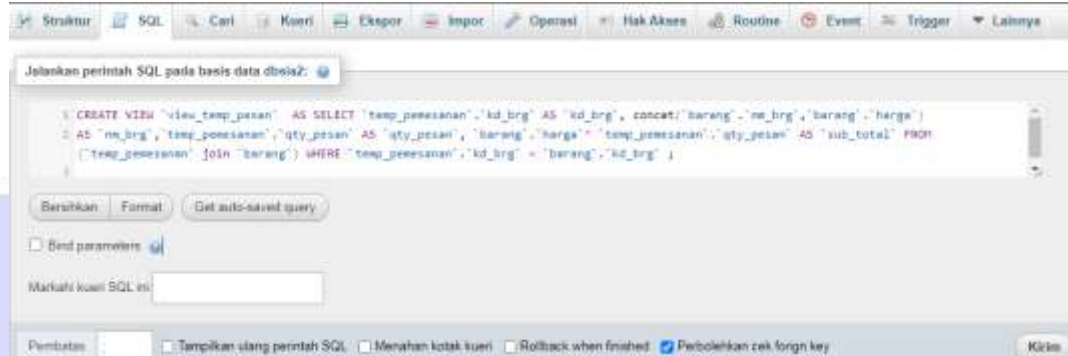 Struktur SQL Cari Kueri Ekspor Impor Operasi Hak Akses Routine Event Trigger Lainnya
Jalankan perintah SQL pada basis data dbsia2:
1 CREATE VIEW `view_temp_pesan` AS SELECT `temp_pemesanan`.`kd_brg` AS `kd_brg`, concat(`barang`.`nm_brg`,`barang`.`harga`)
2 AS `nm_brg`,`temp_pemesanan`.`qty_pesan` AS `qty_pesan`, `barang`.`harga`* `temp_pemesanan`.`qty_pesan` AS `sub_total` FROM
(`temp_pemesanan` join `barang`) WHERE `temp_pemesanan`.`kd_brg` = `barang`.`kd_brg` ;
Bersihkan Format Get auto-saved query
Bind parameters
Markahi kueri SQL ini:
Pembatas ; Tampilkan ulang perintah SQL Menahan kotak kueri Rollback when finished Perbolehkan cek forign key Kirim